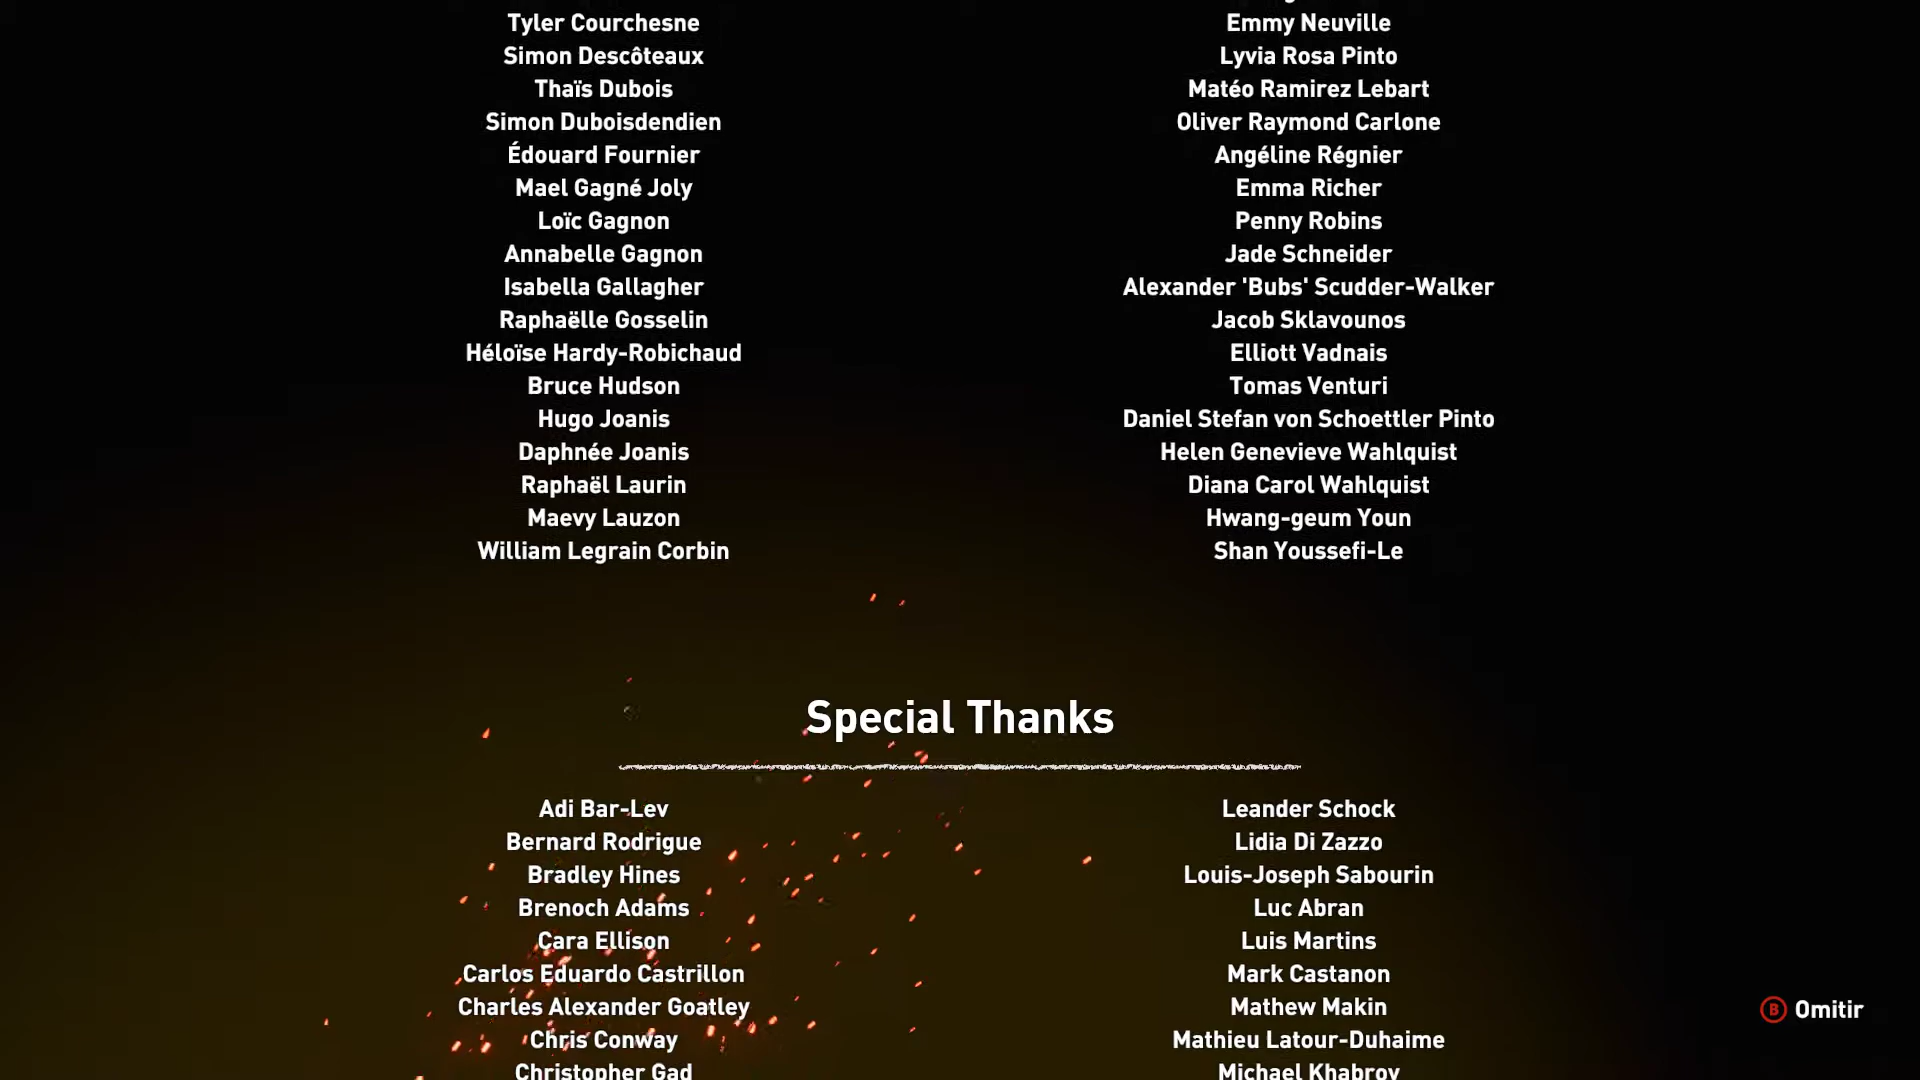 Tyler Courchesne
Simon Descôteaux
Thaïs Dubois
Simon Duboisdendien
Édouard Fournier
Mael Gagné Joly
Loïc Gagnon
Annabelle Gagnon
Isabella Gallagher
Raphaëlle Gosselin
Héloïse Hardy-Robichaud
Bruce Hudson
Hugo Joanis
Daphnée Joanis
Raphaël Laurin
Maevy Lauzon
William Legrain Corbin
Emmy Neuville
Lyvia Rosa Pinto
Matéo Ramirez Lebart
Oliver Raymond Carlone
Angéline Régnier
Emma Richer
Penny Robins
Jade Schneider
Alexander 'Bubs' Scudder-Walker
Jacob Sklavounos
Elliott Vadnais
Tomas Venturi
Daniel Stefan von Schoettler Pinto
Helen Genevieve Wahlquist
Diana Carol Wahlquist
Hwang-geum Youn
Shan Youssefi-Le
Special Thanks
Adi Bar-Lev
Bernard Rodrigue
Bradley Hines
Brenoch Adams
Cara Ellison
Carlos Eduardo Castrillon
Charles Alexander Goatley
Chris Conway
Christopher Gad
Leander Schock
Lidia Di Zazzo
Louis-Joseph Sabourin
Luc Abran
Luis Martins
Mark Castanon
Mathew Makin
Mathieu Latour-Duhaime
Michael Khabrov
B Omitir